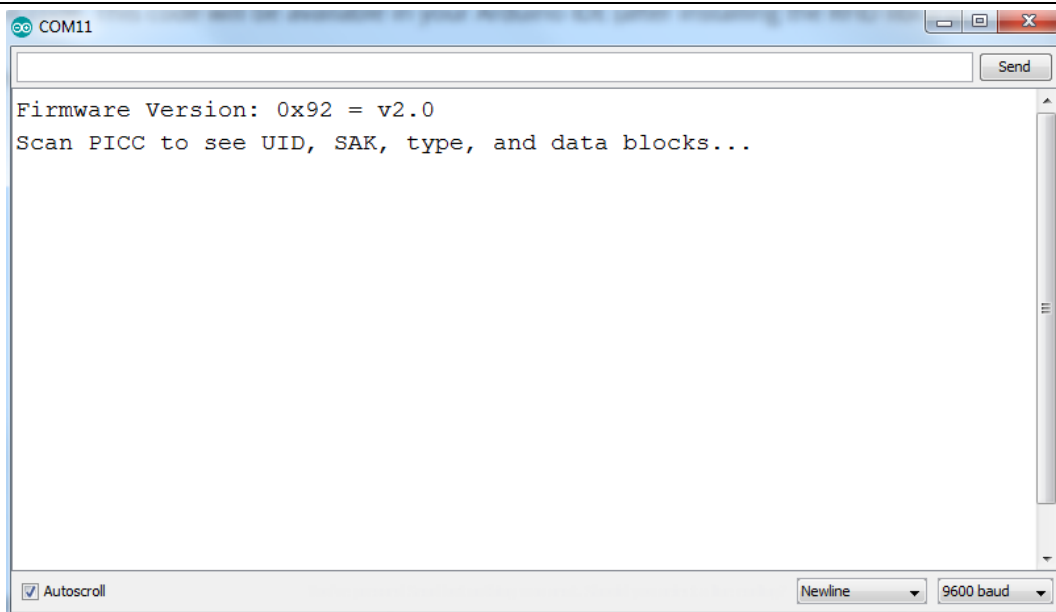 COM11
Send
Firmware Version: 0x92 = v2.0
Scan PICC to see UID, SAK, type, and data blocks...
Autoscroll
Newline
9600 baud